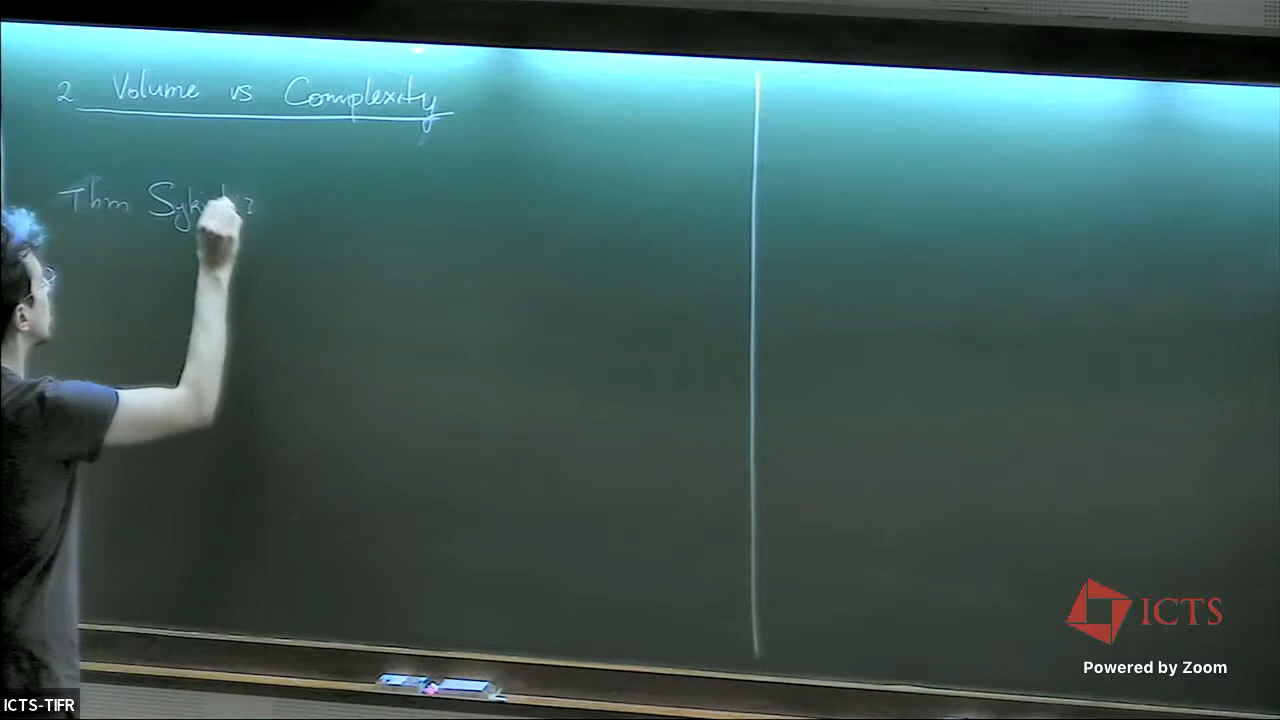 2 Volume vs Complexity
Thm
ICTS
Powered by Zoom
ICTS-TIFR